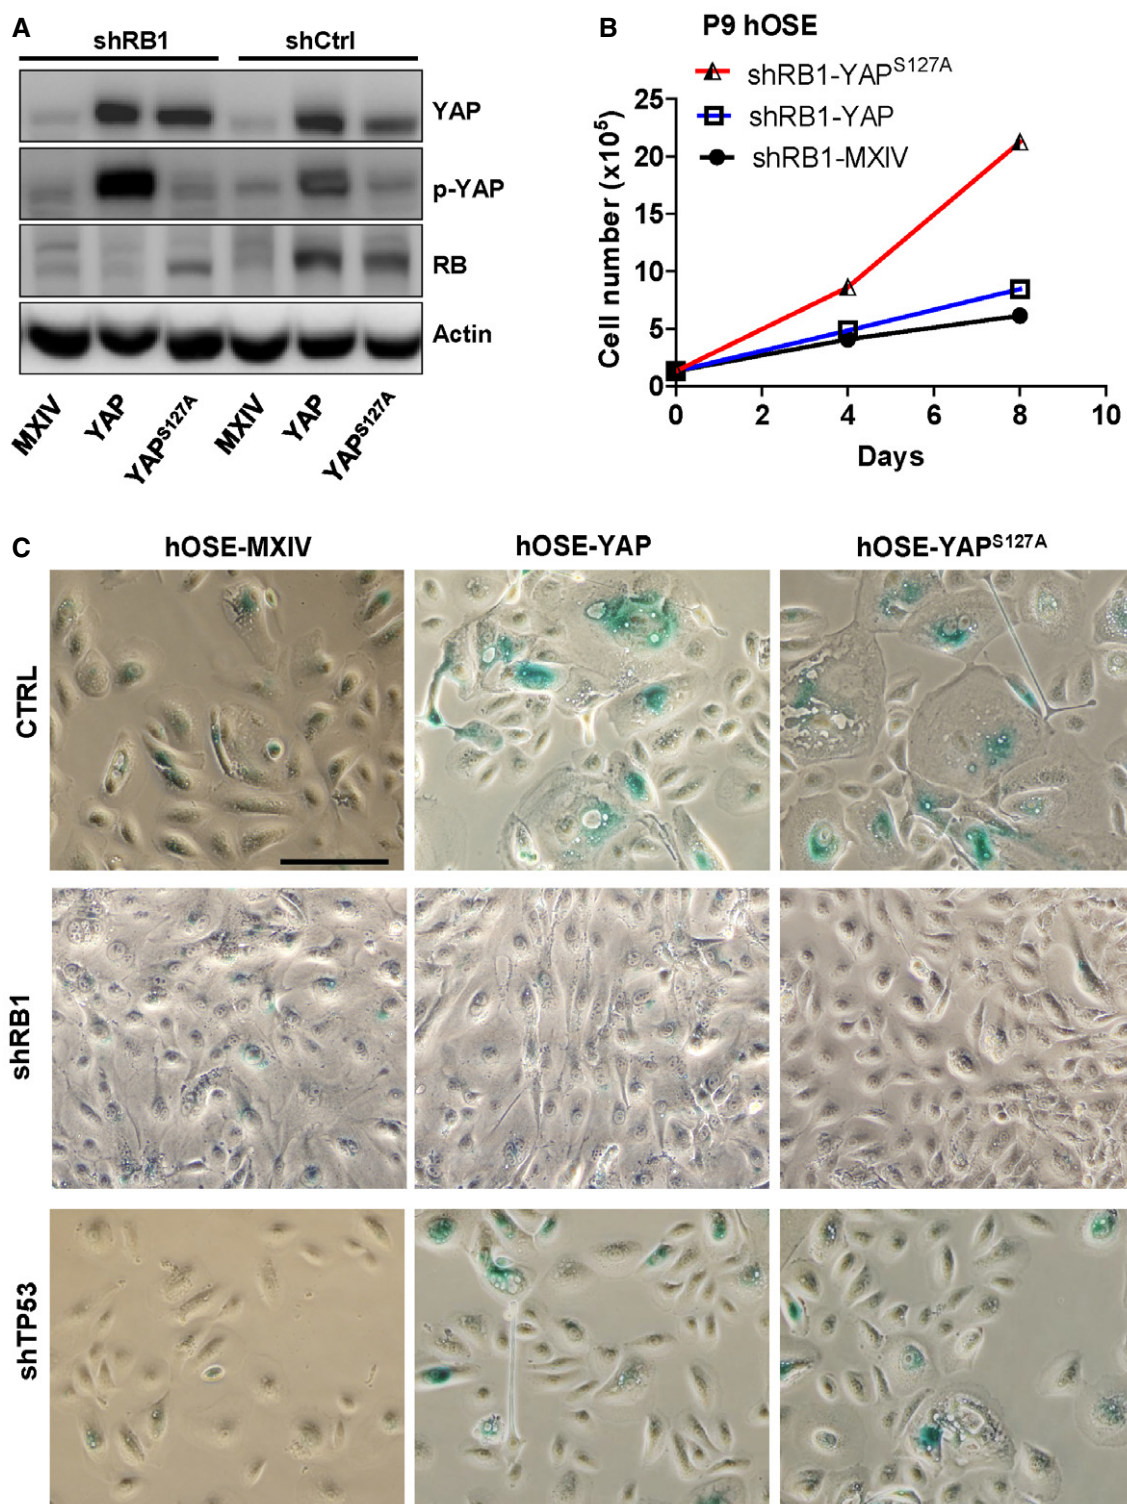 A
shRB1 shCtrl
YAP
p-YAP
RB
Actin
MXIV YAP YAPS127A MXIV YAP YAPS127A
B P9 hOSE
shRB1-YAPS127A
shRB1-YAP
shRB1-MXIV
Cell number (x10⁵)
25
20
15
10
5
0
0 2 4 6 8 10
Days
C hOSE-MXIV hOSE-YAP hOSE-YAPS127A
CTRL
shRB1
shTP53